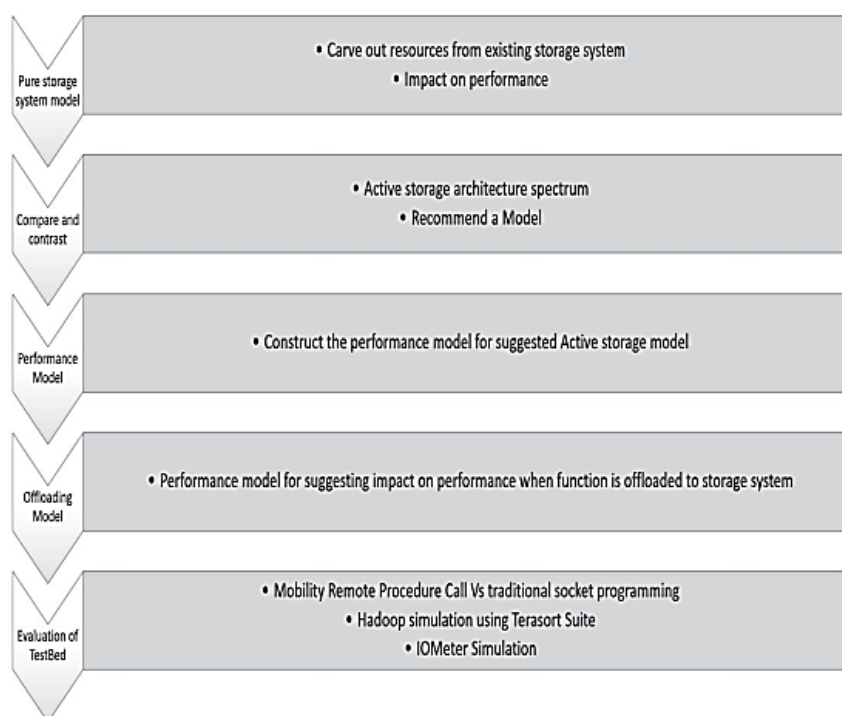 Pure storage
system model
• Carve out resources from existing storage system
• Impact on performance
Compare and
contrast
• Active storage architecture spectrum
• Recommend a Model
Performance
Model
• Construct the performance model for suggested Active storage model
Offloading
Model
• Performance model for suggesting impact on performance when function is offloaded to storage system
Evaluation of
TestBed
• Mobility Remote Procedure Call Vs traditional socket programming
• Hadoop simulation using Terasort Suite
• IOMeter Simulation